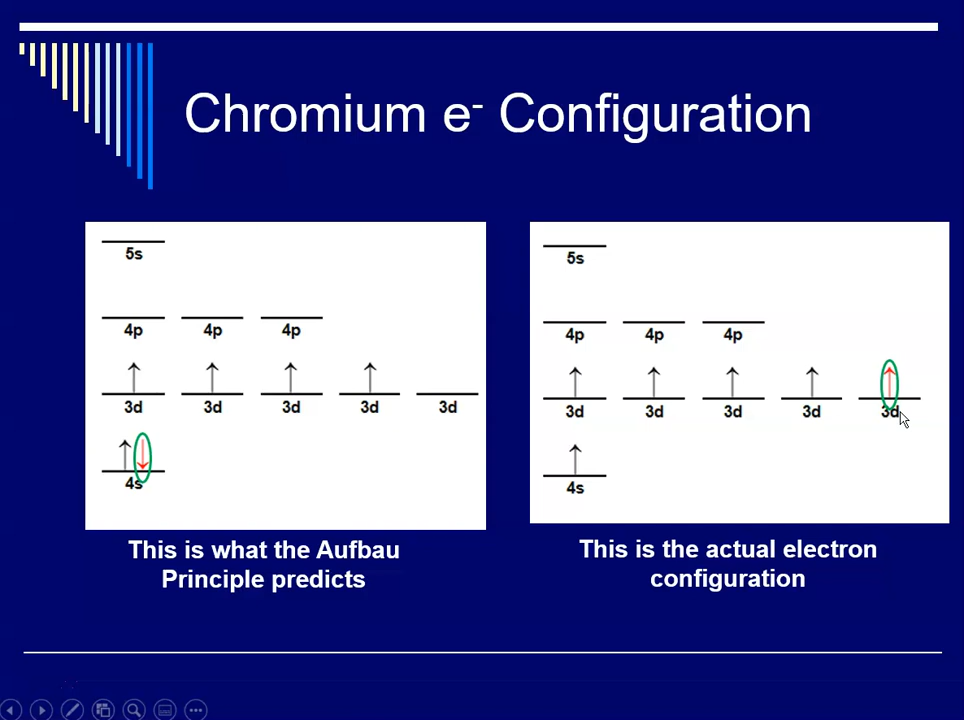 Chromium e- Configuration
5s
4p 4p 4p
3d 3d 3d 3d 3d
4s
This is what the Aufbau
Principle predicts
5s
4p 4p 4p
3d 3d 3d 3d 3d
4s
This is the actual electron
configuration